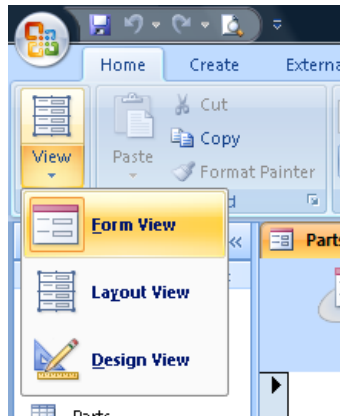 Home Create Externa
View
Paste
Cut
Copy
Format Painter
Form View
Parts
Layout View
Design View
Parts